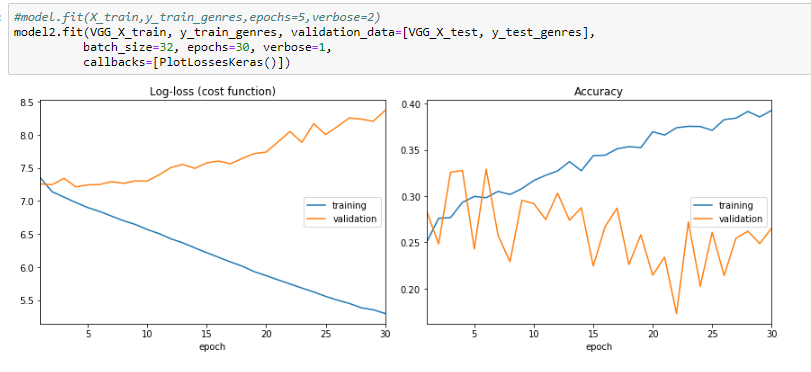 #model.fit(X_train,y_train_genres,epochs=5,verbose=2)
model2.fit(VGG_X_train, y_train_genres, validation_data=[VGG_X_test, y_test_genres],
batch_size=32, epochs=30, verbose=1,
callbacks=[PlotLossesKeras()])
Log-loss (cost function)
8.5
8.0
7.5
7.0
6.5
6.0
5.5
training
validation
5
10
15
20
25
30
epoch
Accuracy
0.40
0.35
0.30
0.25
0.20
training
validation
5
10
15
20
25
30
epoch